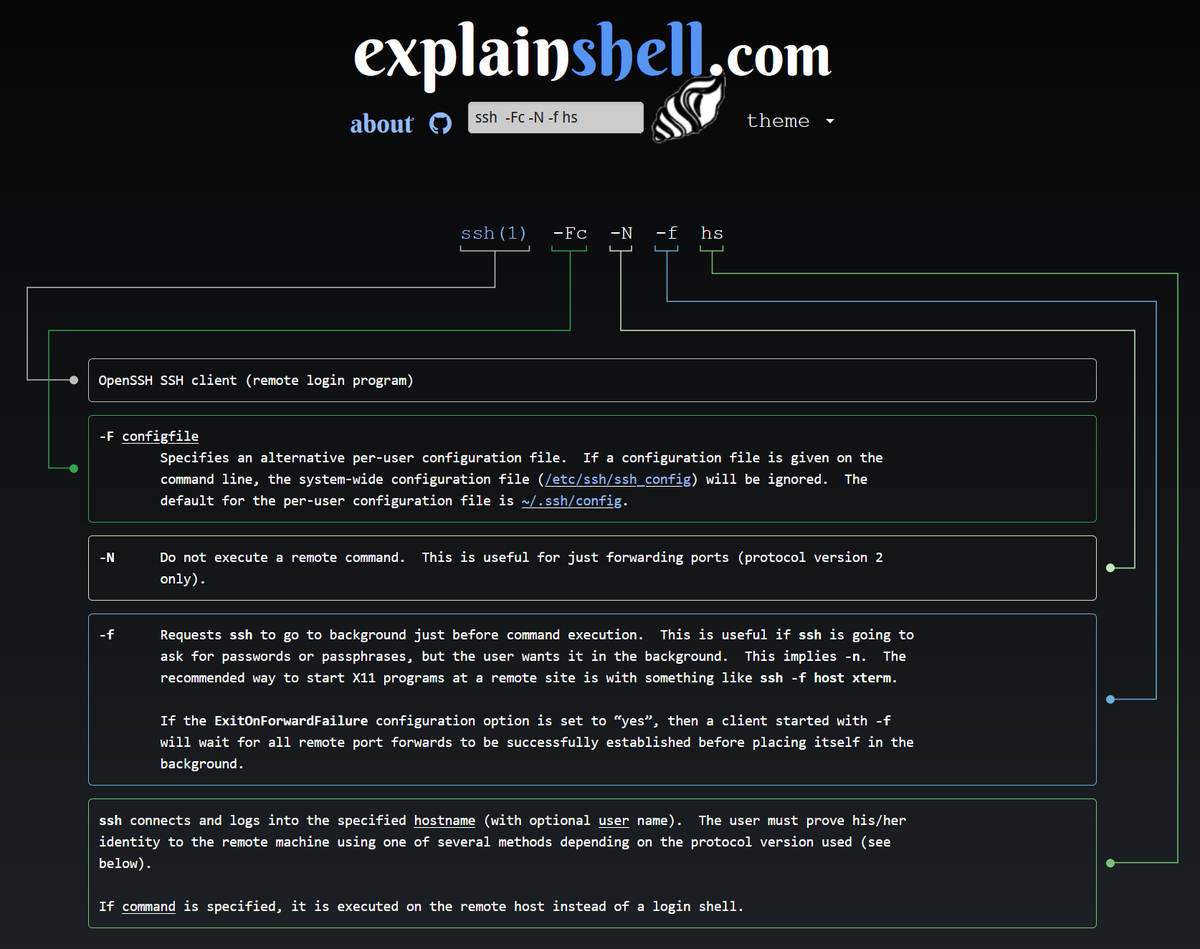 explainshell.com
about
ssh  -Fc -N -f hs
theme
ssh(1) -Fc -N -f hs
OpenSSH SSH client (remote login program)
-F configfile
Specifies an alternative per-user configuration file.  If a configuration file is given on the
command line, the system-wide configuration file (/etc/ssh/ssh_config) will be ignored.  The
default for the per-user configuration file is ~/.ssh/config.
-N      Do not execute a remote command.  This is useful for just forwarding ports (protocol version 2
only).
-f      Requests ssh to go to background just before command execution.  This is useful if ssh is going to
ask for passwords or passphrases, but the user wants it in the background.  This implies -n.  The
recommended way to start X11 programs at a remote site is with something like ssh -f host xterm.
If the ExitOnForwardFailure configuration option is set to “yes”, then a client started with -f
will wait for all remote port forwards to be successfully established before placing itself in the
background.
ssh connects and logs into the specified hostname (with optional user name).  The user must prove his/her
identity to the remote machine using one of several methods depending on the protocol version used (see
below).
If command is specified, it is executed on the remote host instead of a login shell.